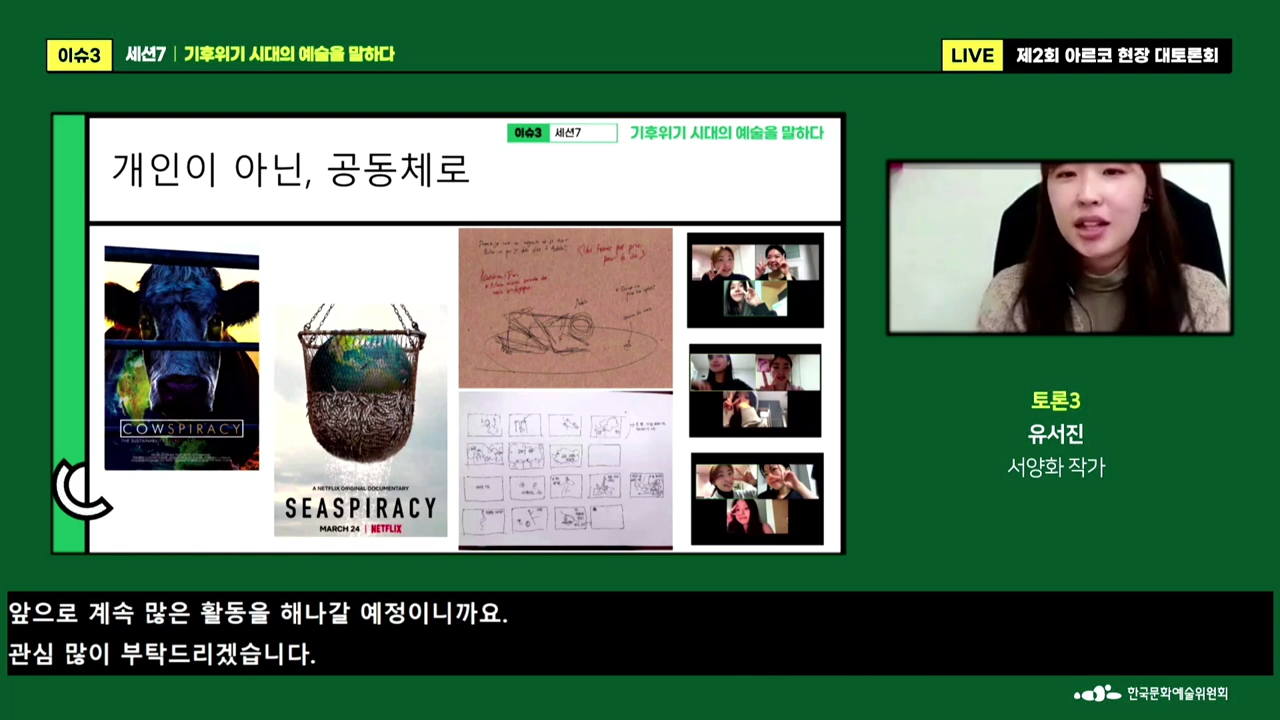 이슈3
세션7 | 기후위기 시대의 예술을 말하다
LIVE
제2회 아르코 현장 대토론회
이슈3 세션7
기후위기 시대의 예술을 말하다
개인이 아닌, 공동체로
COWSPIRACY
A NETFLIX ORIGINAL DOCUMENTARY
SEASPIRACY
MARCH 24 | NETFLIX
토론3
유서진
서양화 작가
앞으로 계속 많은 활동을 해나갈 예정이니까요.
관심 많이 부탁드리겠습니다.
한국문화예술위원회